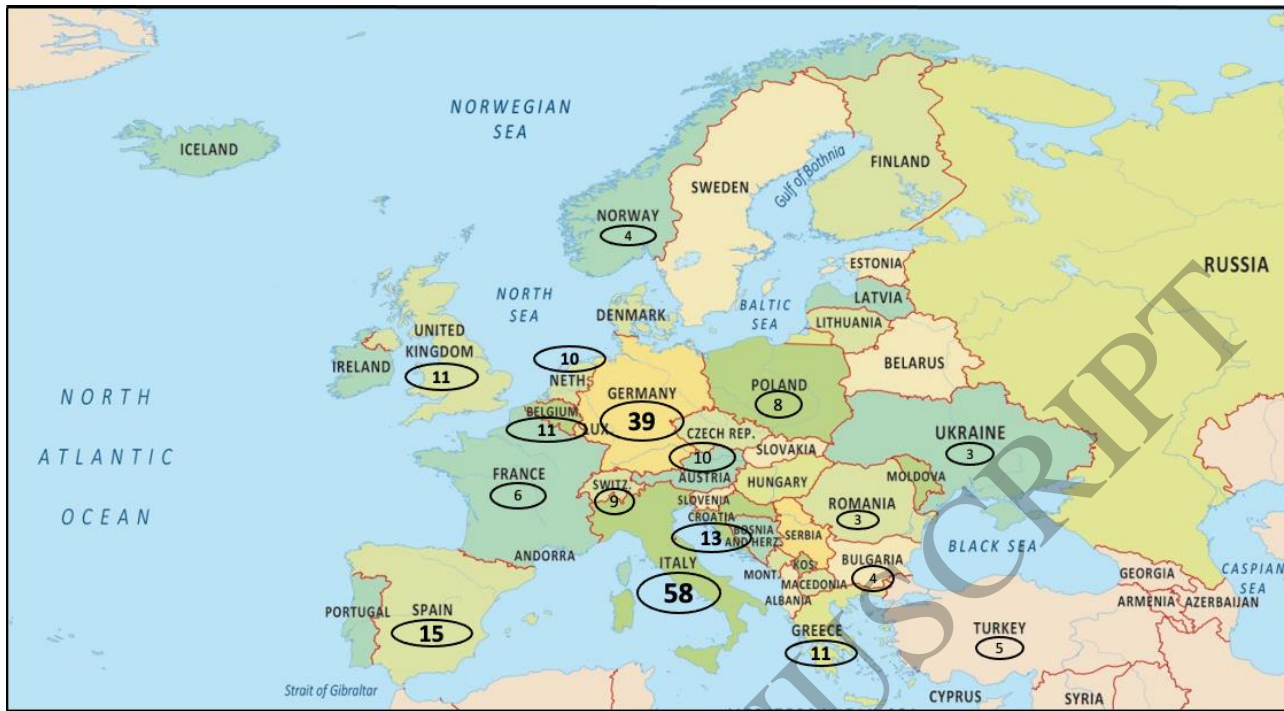 NORWEGIAN
SEA
ICELAND
SWEDEN
Gulf of Bothnia
FINLAND
NORWAY
4
RUSSIA
ESTONIA
NORTH
SEA
BALTIC
SEA
LATVIA
DENMARK
LITHUANIA
UNITED
KINGDOM
11
IRELAND
10
NETH.
BELARUS
NORTH
ATLANTIC
OCEAN
GERMANY
39
POLAND
8
BELGIUM
11
LUX.
CZECH REP.
SLOVAKIA
UKRAINE
3
10
AUSTRIA
FRANCE
6
SWITZ.
9
HUNGARY
MOLDOVA
SLOVENIA
ROMANIA
3
CROATIA
13
BOSNIA
AND HERZ.
SERBIA
BLACK SEA
ANDORRA
ITALY
58
MONT.
KOS.
BULGARIA
4
MACEDONIA
ALBANIA
GEORGIA
CASPIAN
SEA
ARMENIA
AZERBAIJAN
PORTUGAL
SPAIN
15
GREECE
11
TURKEY
5
Strait of Gibraltar
CYPRUS
SYRIA
USCRIPT